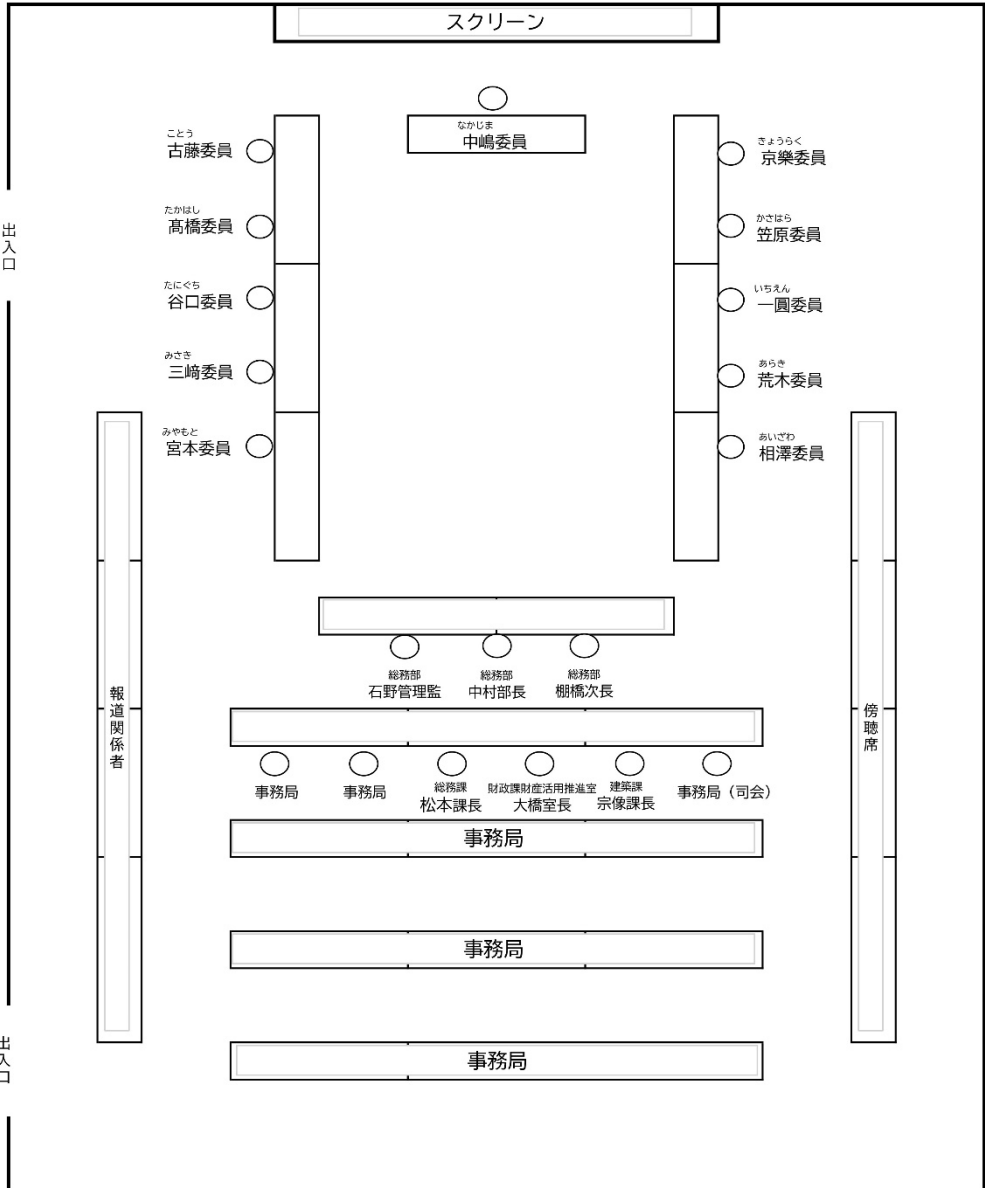 スクリーン
なかじま
中嶋委員
ことう
古藤委員
きょうらく
京樂委員
たかはし
髙橋委員
かさはら
笠原委員
出入口
たにぐち
谷口委員
いちえん
一圓委員
みさき
三﨑委員
あらき
荒木委員
みやもと
宮本委員
あいざわ
相澤委員
総務部
石野管理監
総務部
中村部長
総務部
棚橋次長
報道関係者
傍聴席
事務局
事務局
総務課
松本課長
財政課財産活用推進室
大橋室長
建築課
宗像課長
事務局（司会）
事務局
事務局
出入口
事務局